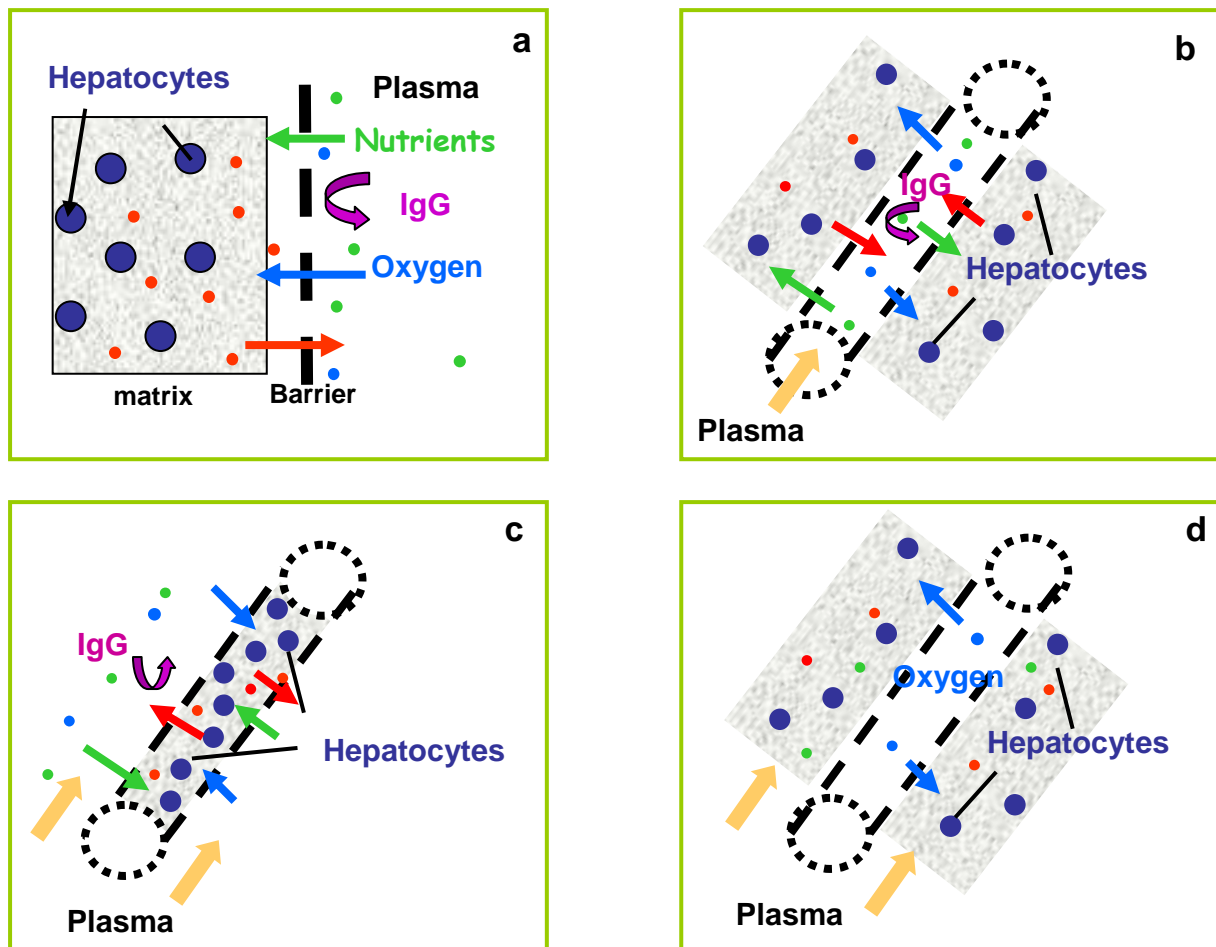 a
Hepatocytes
Plasma
Nutrients
IgG
Oxygen
matrix
Barrier
b
IgG
Hepatocytes
Plasma
c
IgG
Hepatocytes
Plasma
d
Oxygen
Hepatocytes
Plasma